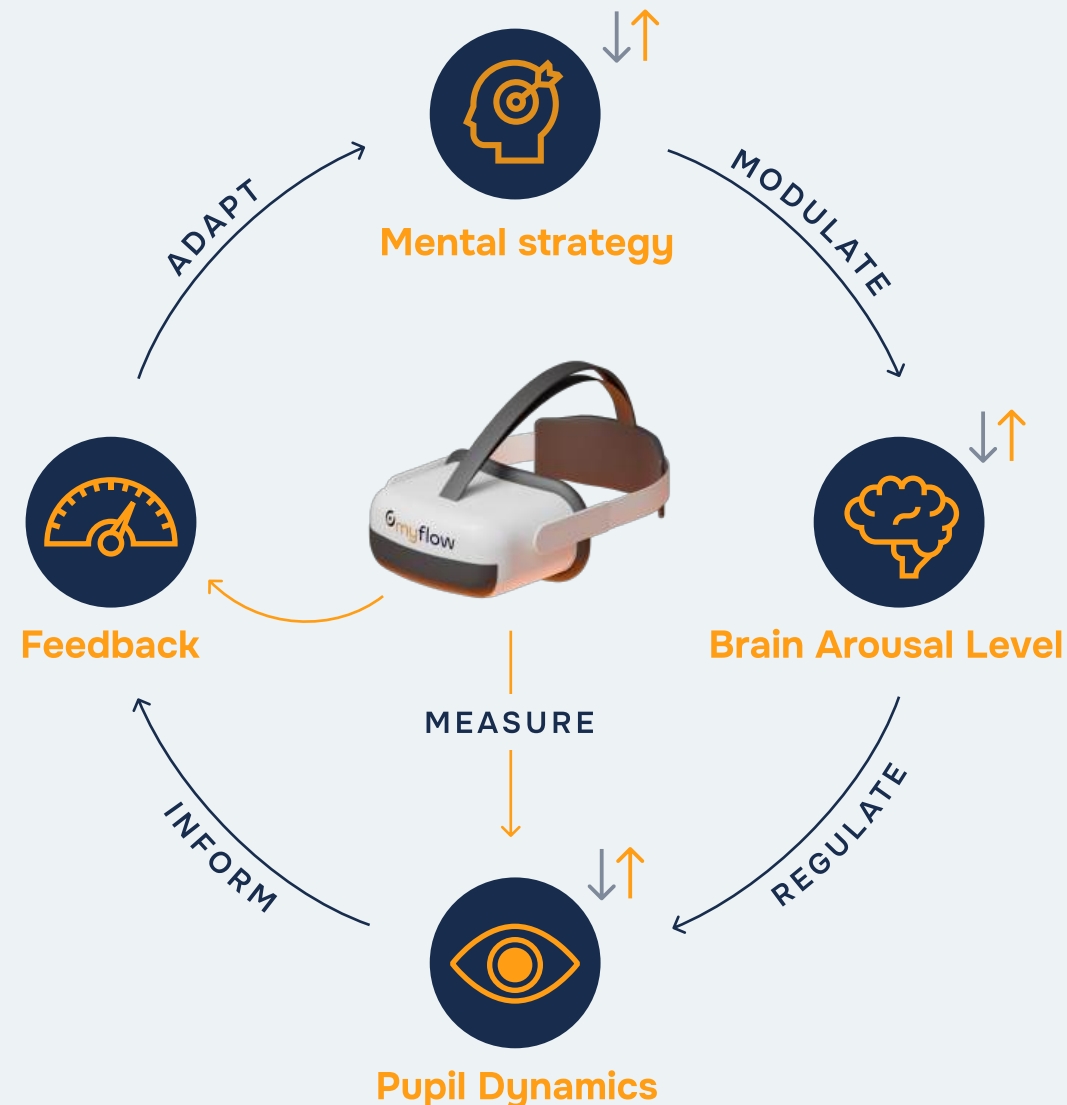 Mental strategy
ADAPT
MODULATE
myflow
Feedback
Brain Arousal Level
MEASURE
INFORM
REGULATE
Pupil Dynamics